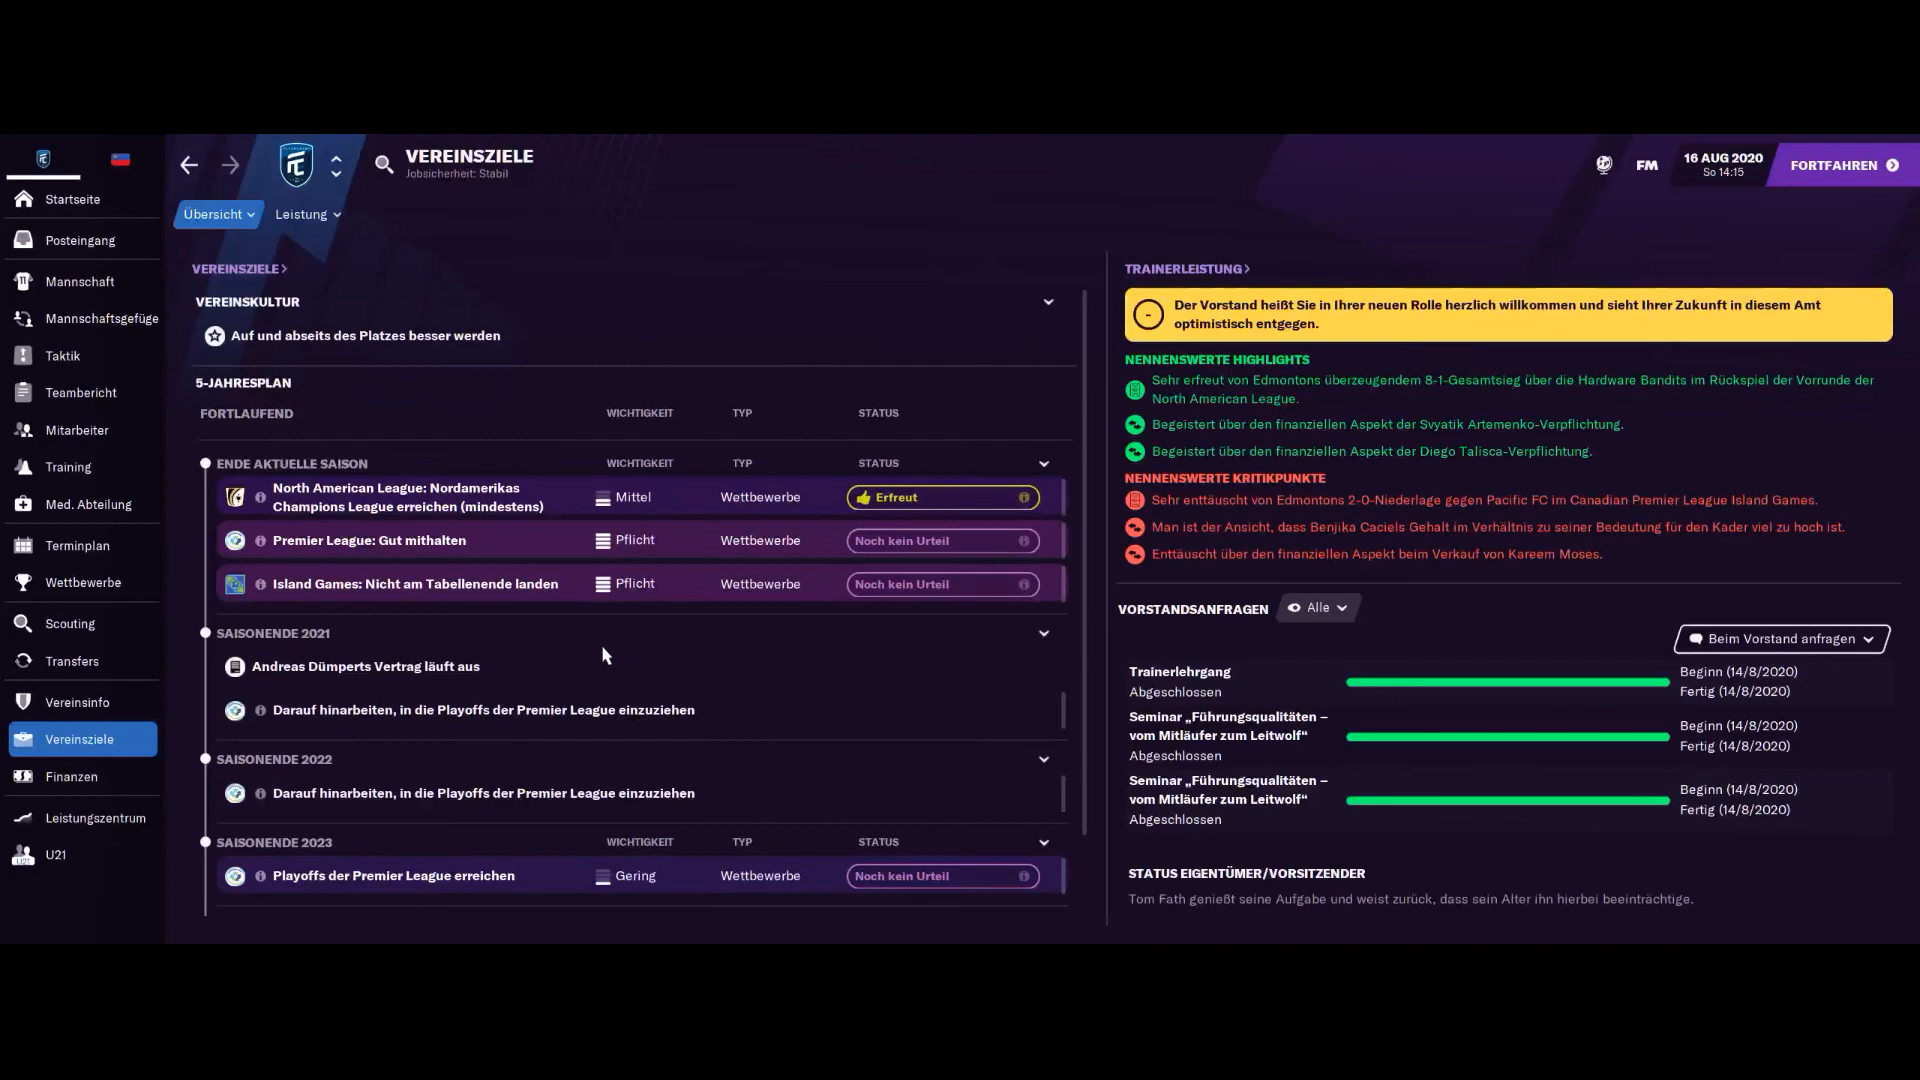 VEREINSZIELE
Jobsicherheit: Stabil
FM
16 AUG 2020
So 14:15
FORTFAHREN
Übersicht
Leistung
Startseite
Posteingang
Mannschaft
Mannschaftsgefüge
Taktik
Teambericht
Mitarbeiter
Training
Med. Abteilung
Terminplan
Wettbewerbe
Scouting
Transfers
Vereinsinfo
Vereinsziele
Finanzen
Leistungszentrum
U21
VEREINSZIELE
VEREINSKULTUR
Auf und abseits des Platzes besser werden
5-JAHRESPLAN
FORTLAUFEND WICHTIGKEIT TYP STATUS
ENDE AKTUELLE SAISON WICHTIGKEIT TYP STATUS
North American League: Nordamerikas
Champions League erreichen (mindestens) Mittel Wettbewerbe Erfreut
Premier League: Gut mithalten Pflicht Wettbewerbe Noch kein Urteil
Island Games: Nicht am Tabellenende landen Pflicht Wettbewerbe Noch kein Urteil
SAISONENDE 2021
Andreas Dümperts Vertrag läuft aus
Darauf hinarbeiten, in die Playoffs der Premier League einzuziehen
SAISONENDE 2022
Darauf hinarbeiten, in die Playoffs der Premier League einzuziehen
SAISONENDE 2023 WICHTIGKEIT TYP STATUS
Playoffs der Premier League erreichen Gering Wettbewerbe Noch kein Urteil
TRAINERLEISTUNG
Der Vorstand heißt Sie in Ihrer neuen Rolle herzlich willkommen und sieht Ihrer Zukunft in diesem Amt
optimistisch entgegen.
NENNENSWERTE HIGHLIGHTS
Sehr erfreut von Edmontons überzeugendem 8-1-Gesamtsieg über die Hardware Bandits im Rückspiel der Vorrunde der
North American League.
Begeistert über den finanziellen Aspekt der Svyatik Artemenko-Verpflichtung.
Begeistert über den finanziellen Aspekt der Diego Talisca-Verpflichtung.
NENNENSWERTE KRITIKPUNKTE
Sehr enttäuscht von Edmontons 2-0-Niederlage gegen Pacific FC im Canadian Premier League Island Games.
Man ist der Ansicht, dass Benjika Caciels Gehalt im Verhältnis zu seiner Bedeutung für den Kader viel zu hoch ist.
Enttäuscht über den finanziellen Aspekt beim Verkauf von Kareem Moses.
VORSTANDSANFRAGEN Alle
Beim Vorstand anfragen
Trainerlehrgang
Abgeschlossen
Beginn (14/8/2020)
Fertig (14/8/2020)
Seminar „Führungsqualitäten –
vom Mitläufer zum Leitwolf“
Abgeschlossen
Beginn (14/8/2020)
Fertig (14/8/2020)
Seminar „Führungsqualitäten –
vom Mitläufer zum Leitwolf“
Abgeschlossen
Beginn (14/8/2020)
Fertig (14/8/2020)
STATUS EIGENTÜMER/VORSITZENDER
Tom Fath genießt seine Aufgabe und weist zurück, dass sein Alter ihn hierbei beeinträchtige.